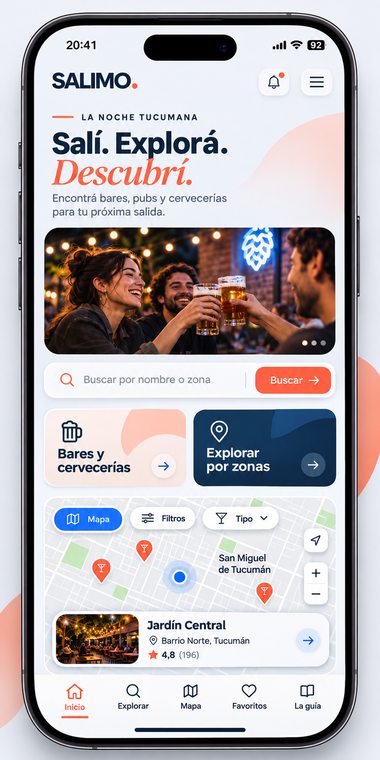 20:41
92
SALIMO.
LA NOCHE TUCUMANA
Salí. Explorá.
Descubrí.
Encontrá bares, pubs y cervecerías
para tu próxima salida.
Buscar por nombre o zona
Buscar
Bares y
cervecerías
Explorar
por zonas
Mapa
Filtros
Tipo
San Miguel
de Tucumán
Jardín Central
Barrio Norte, Tucumán
4,8 (196)
Inicio
Explorar
Mapa
Favoritos
La guía